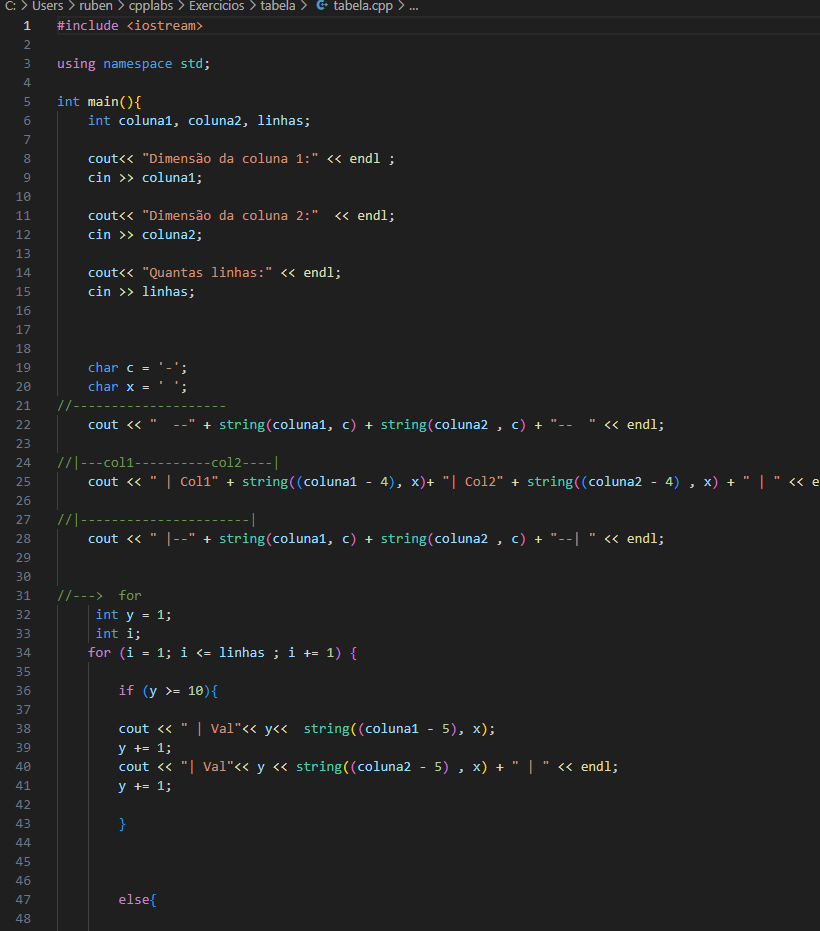 C: > Users > ruben > cpplabs > Exercicios > tabela > tabela.cpp > ...
1 #include <iostream>
2
3 using namespace std;
4
5 int main(){
6     int coluna1, coluna2, linhas;
7
8     cout<< "Dimensão da coluna 1:" << endl ;
9     cin >> coluna1;
10
11     cout<< "Dimensão da coluna 2:"  << endl;
12     cin >> coluna2;
13
14     cout<< "Quantas linhas:" << endl;
15     cin >> linhas;
16
17
18
19     char c = '-';
20     char x = ' ';
21 //--------------------
22     cout << "  --" + string(coluna1, c) + string(coluna2 , c) + "--  " << endl;
23
24 //|---col1----------col2----|
25     cout << " | Col1" + string((coluna1 - 4), x)+ "| Col2" + string((coluna2 - 4) , x) + " | " << e
26
27 //|----------------------|
28     cout << " |--" + string(coluna1, c) + string(coluna2 , c) + "--| " << endl;
29
30
31 //--->  for
32      int y = 1;
33      int i;
34     for (i = 1; i <= linhas ; i += 1) {
35
36         if (y >= 10){
37
38         cout << " | Val"<< y<<  string((coluna1 - 5), x);
39         y += 1;
40         cout << "| Val"<< y << string((coluna2 - 5) , x) + " | " << endl;
41         y += 1;
42
43         }
44
45
46
47         else{
48